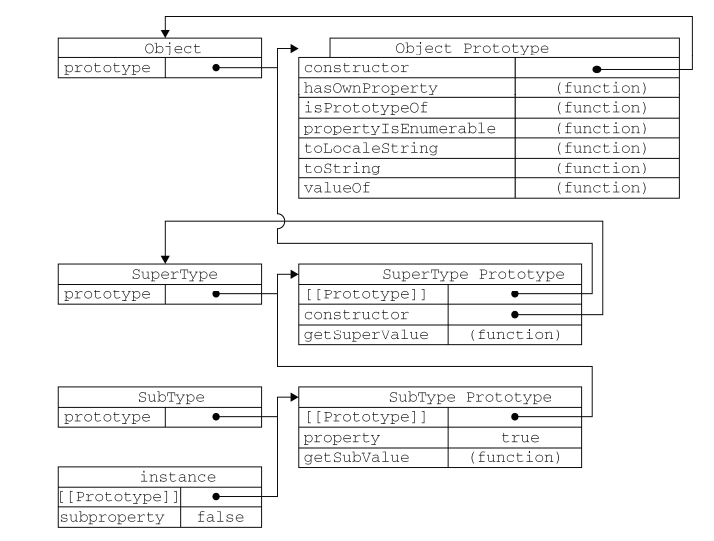 Object
prototype
Object Prototype
constructor
hasOwnProperty (function)
isPrototypeOf (function)
propertyIsEnumerable (function)
toLocaleString (function)
toString (function)
valueOf (function)
SuperType
prototype
SuperType Prototype
[[Prototype]]
constructor
getSuperValue (function)
SubType
prototype
SubType Prototype
[[Prototype]]
property true
getSubValue (function)
instance
[[Prototype]]
subproperty false